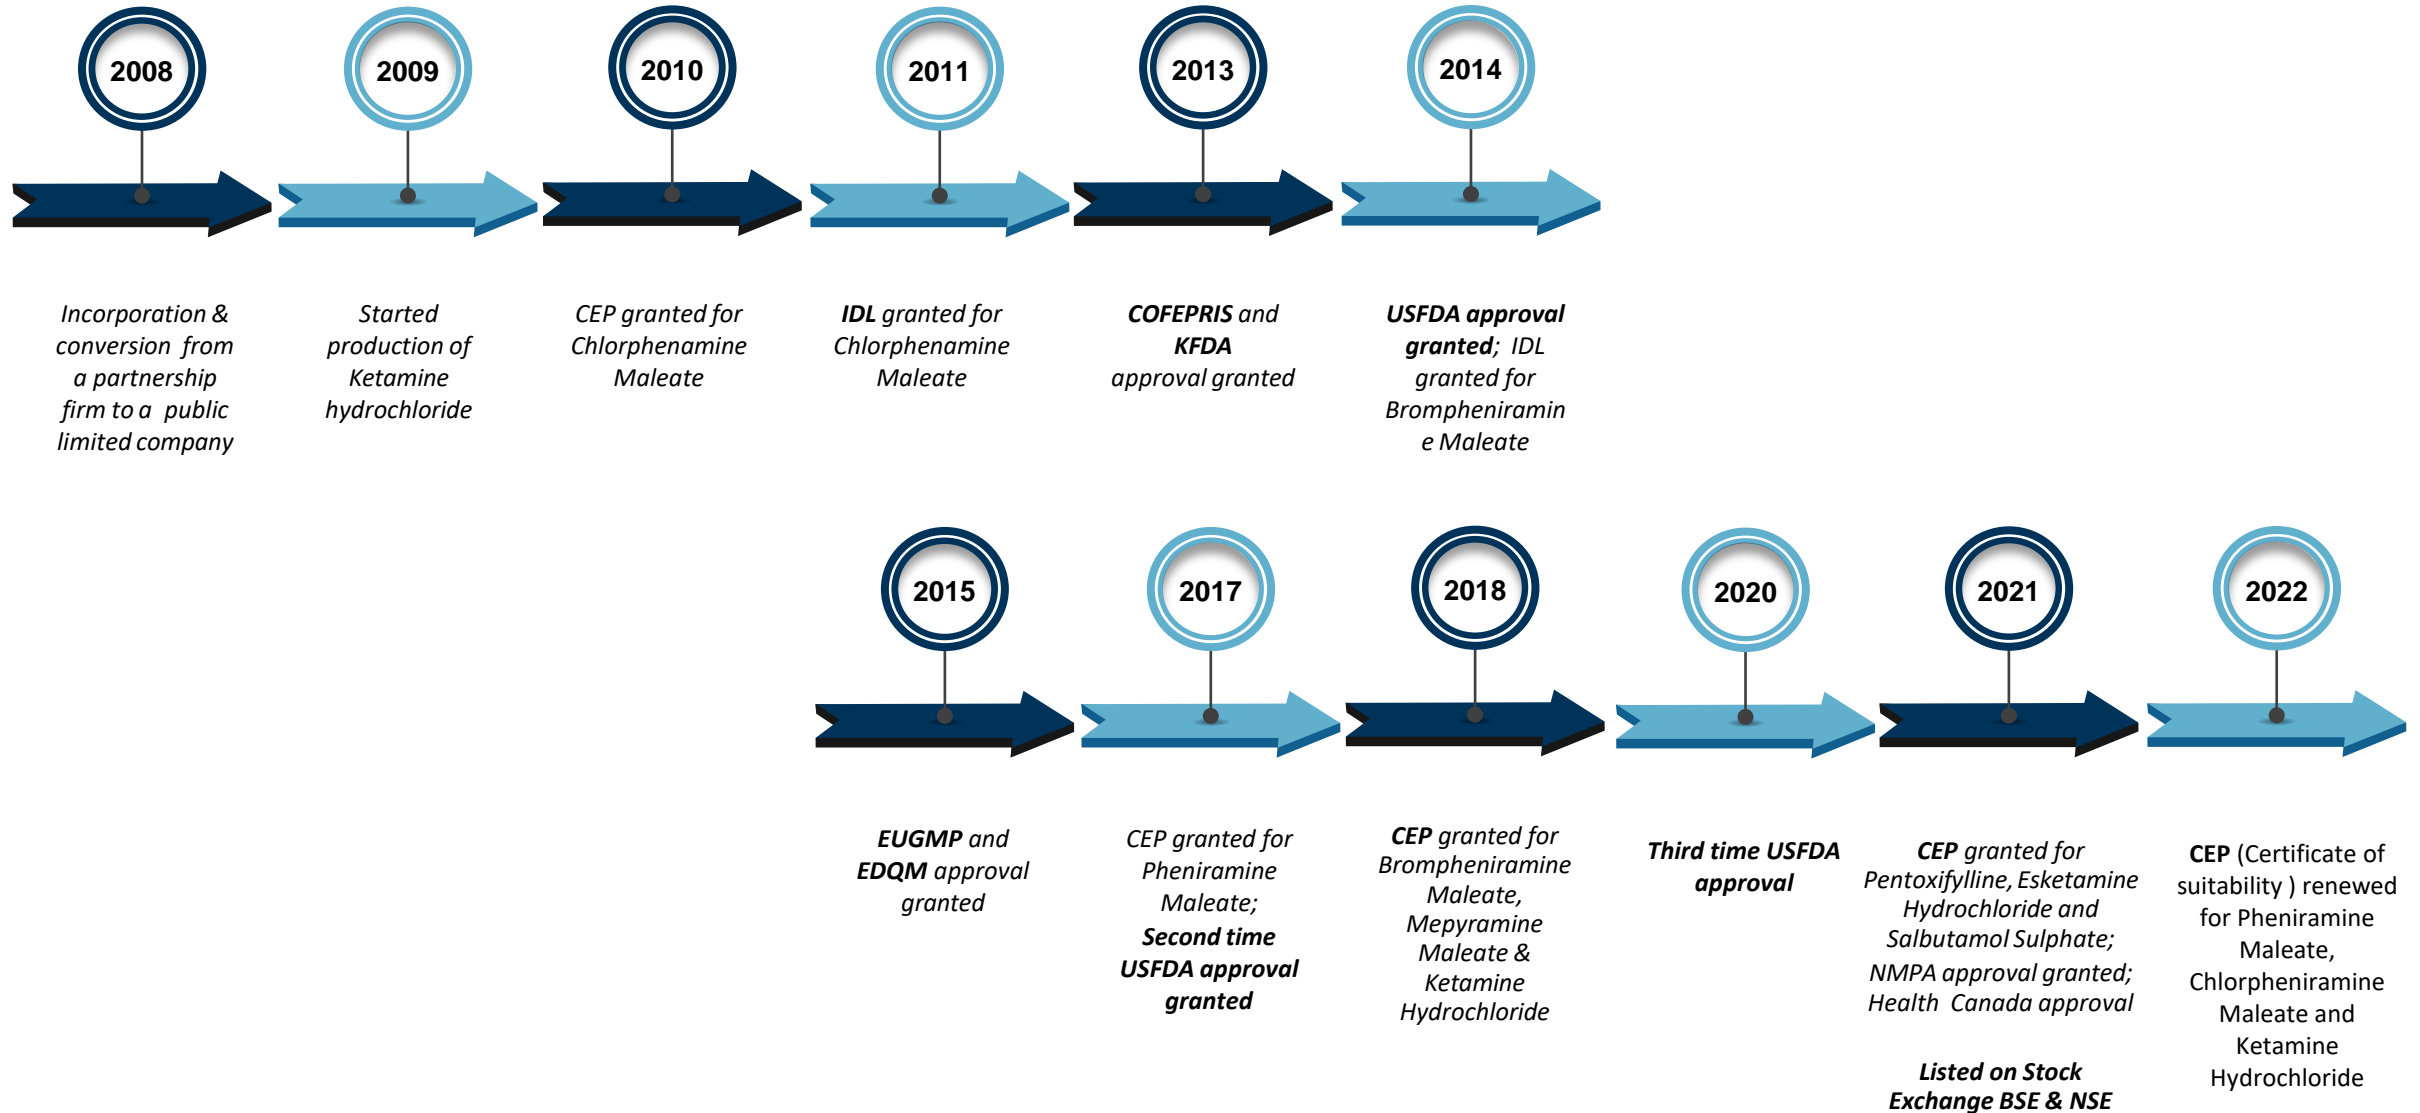 2008
Incorporation &
conversion from
a partnership
firm to a public
limited company
2009
Started
production of
Ketamine
hydrochloride
2010
CEP granted for
Chlorphenamine
Maleate
2011
IDL granted for
Chlorphenamine
Maleate
2013
COFEPRIS and
KFDA
approval granted
2014
USFDA approval
granted; IDL
granted for
Brompheniramin
e Maleate
2015
EUGMP and
EDQM approval
granted
2017
CEP granted for
Pheniramine
Maleate;
Second time
USFDA approval
granted
2018
CEP granted for
Brompheniramine
Maleate,
Mepyramine
Maleate &
Ketamine
Hydrochloride
2020
Third time USFDA
approval
2021
CEP granted for
Pentoxifylline, Esketamine
Hydrochloride and
Salbutamol Sulphate;
NMPA approval granted;
Health Canada approval
Listed on Stock
Exchange BSE & NSE
2022
CEP (Certificate of
suitability ) renewed
for Pheniramine
Maleate,
Chlorpheniramine
Maleate and
Ketamine
Hydrochloride